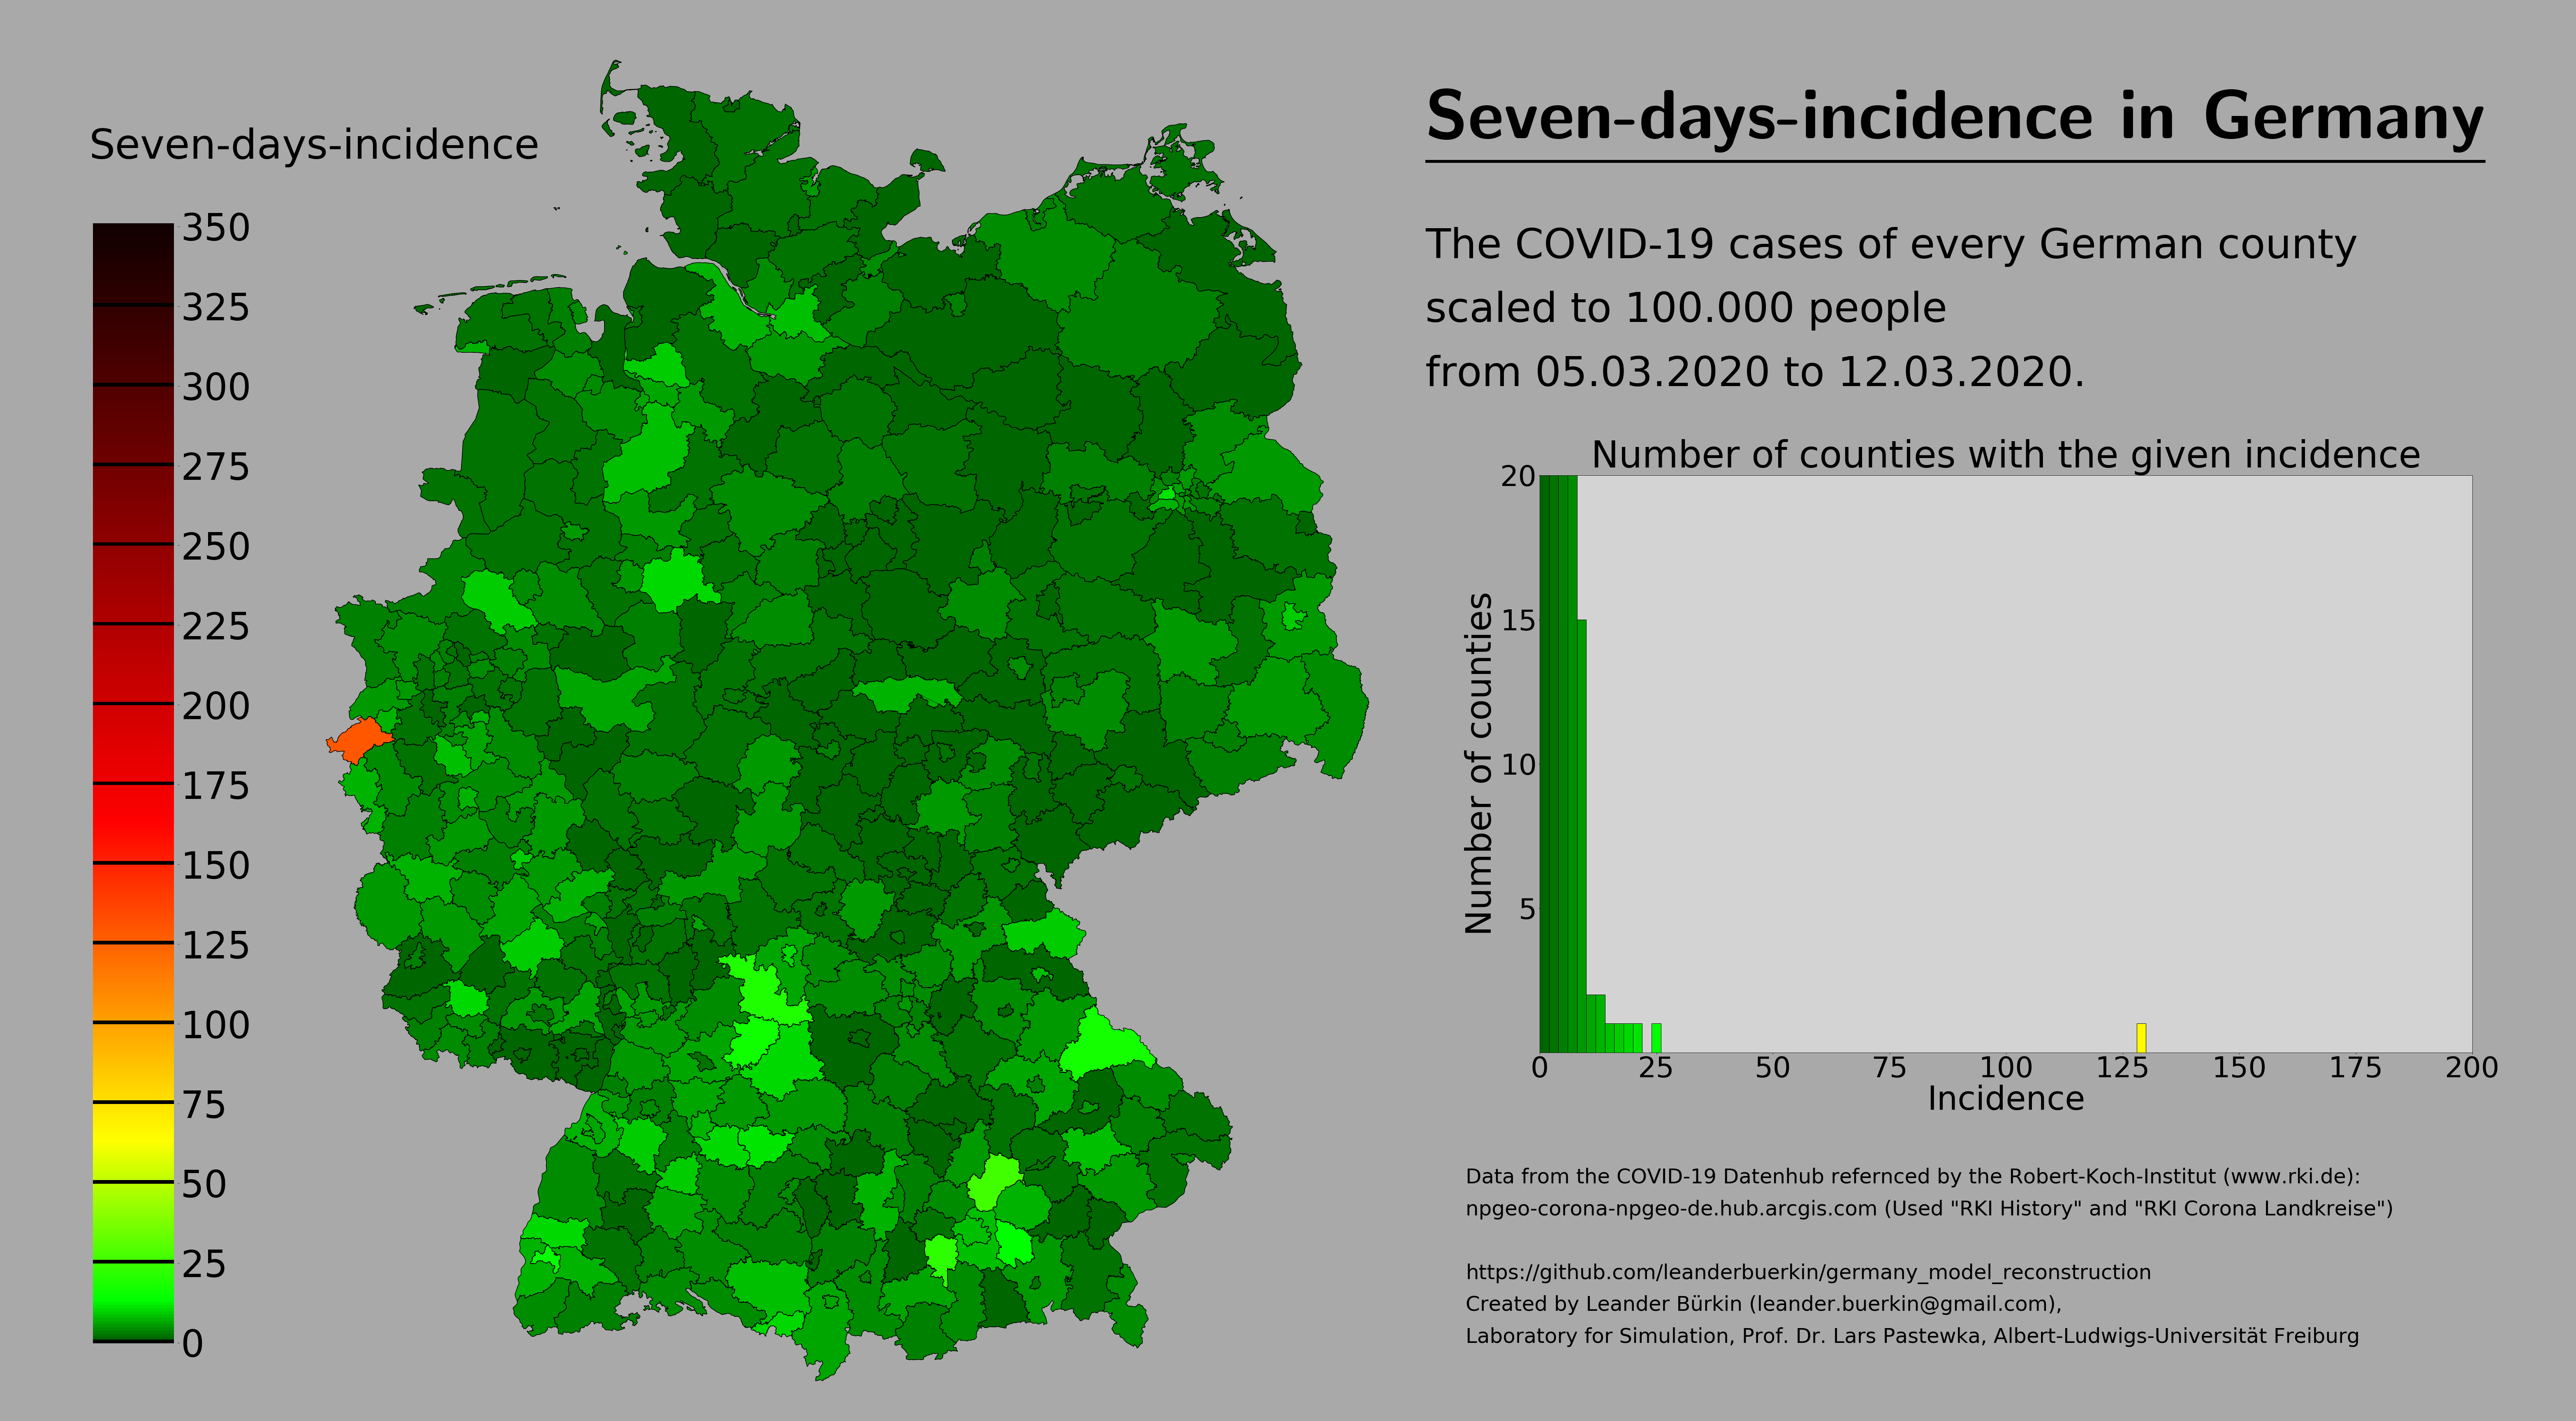 Seven-days-incidence
350
325
300
275
250
225
200
175
150
125
100
75
50
25
0
Seven-days-incidence in Germany
The COVID-19 cases of every German county
scaled to 100.000 people
from 05.03.2020 to 12.03.2020.
Number of counties with the given incidence
Number of counties
20
15
10
5
0 25 50 75 100 125 150 175 200
Incidence
Data from the COVID-19 Datenhub refernced by the Robert-Koch-Institut (www.rki.de):
npgeo-corona-npgeo-de.hub.arcgis.com (Used "RKI History" and "RKI Corona Landkreise")
https://github.com/leanderbuerkin/germany_model_reconstruction
Created by Leander Bürkin (leander.buerkin@gmail.com),
Laboratory for Simulation, Prof. Dr. Lars Pastewka, Albert-Ludwigs-Universität Freiburg